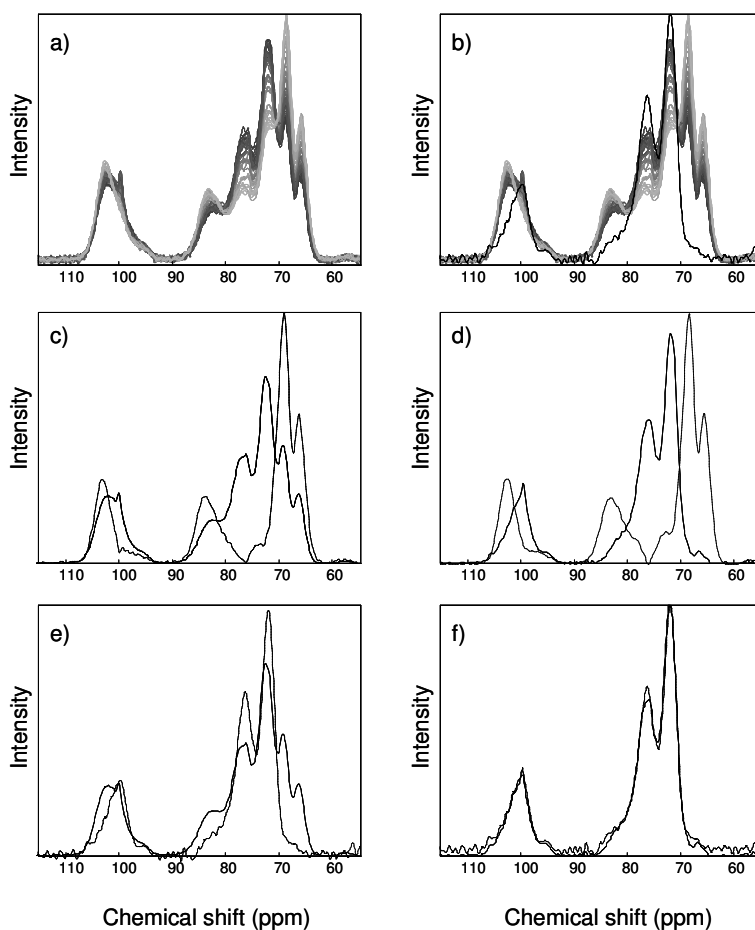 a) b)
Intensity Intensity
110 100 90 80 70 60 110 100 90 80 70 60
c) d)
Intensity Intensity
110 100 90 80 70 60 110 100 90 80 70 60
e) f)
Intensity Intensity
110 100 90 80 70 60 110 100 90 80 70 60
Chemical shift (ppm) Chemical shift (ppm)